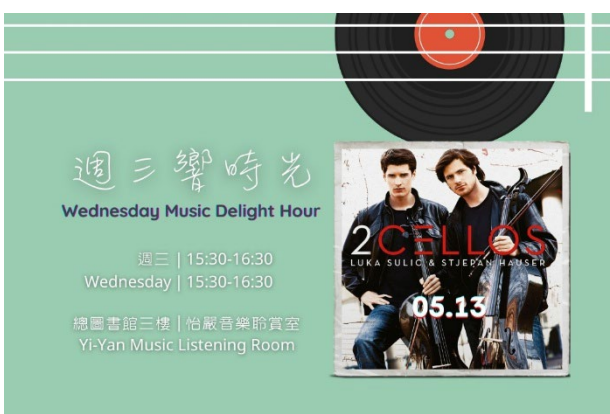 週三響時光
Wednesday Music Delight Hour
週三 | 15:30-16:30
Wednesday | 15:30-16:30
總圖書館三樓 | 怡嚴音樂聆賞室
Yi-Yan Music Listening Room
2CELLOS
LUKA SULIC & STJEPAN HAUSER
05.13